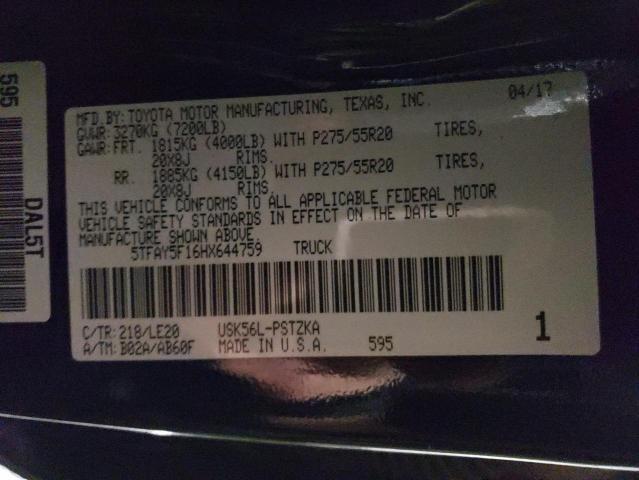 MFD.BY: TOYOTA MOTOR MANUFACTURING, TEXAS, INC. 04/17
GVWR: 3270KG (7200LB)
GAWR: FRT. 1815KG (4000LB) WITH P275/55R20 TIRES,
20X8J RIMS.
RR. 1885KG (4150LB) WITH P275/55R20 TIRES,
20X8J RIMS.
THIS VEHICLE CONFORMS TO ALL APPLICABLE FEDERAL MOTOR
VEHICLE SAFETY STANDARDS IN EFFECT ON THE DATE OF
MANUFACTURE SHOWN ABOVE.
5TFAY5F16HX644759 TRUCK
C/TR: 218/LE20 USK56L-PSTZKA
A/TM: B02A/AB60F MADE IN U.S.A. 595 1
595
DAL5T